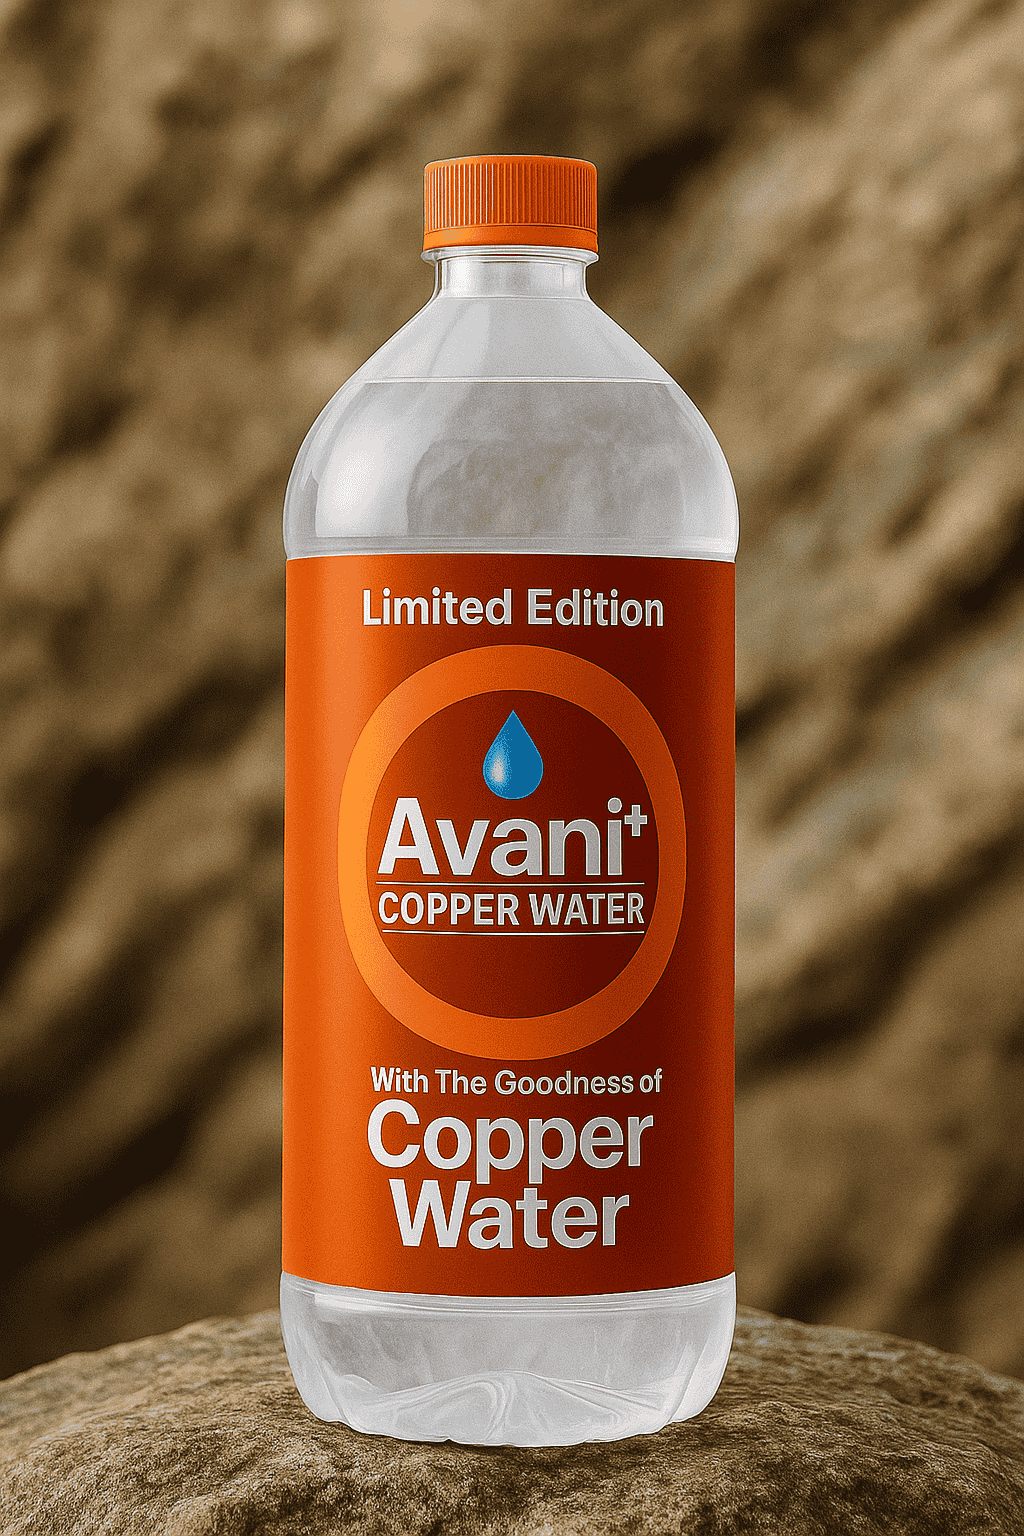 Limited Edition
Avani+
COPPER WATER
With The Goodness of
Copper
Water